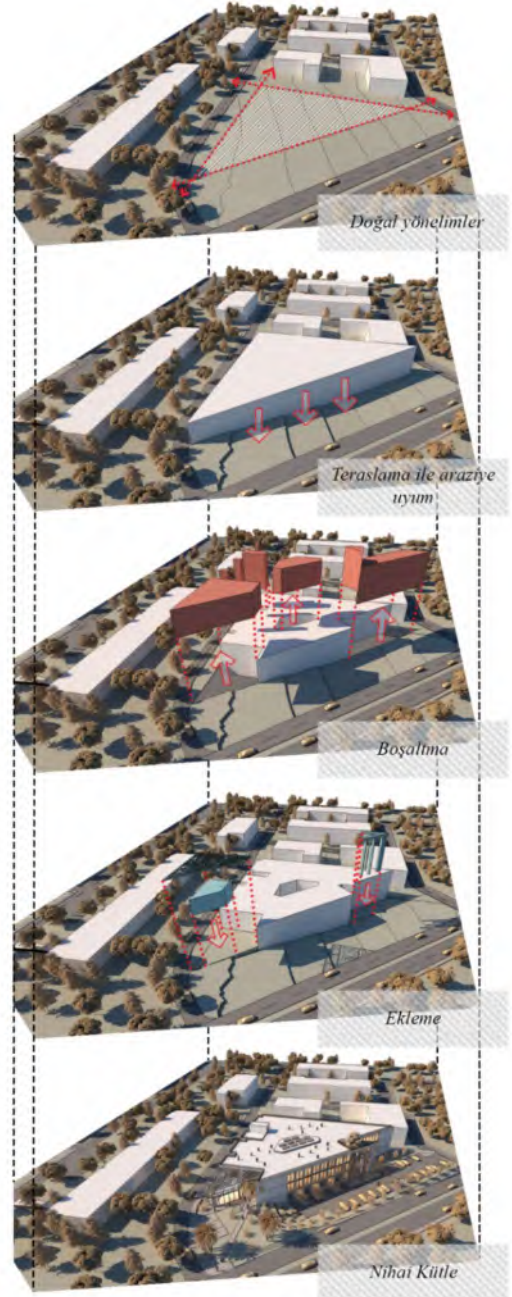 Doğal yönelimler
Teraslama ile araziye
uyum
Boşaltma
Ekleme
Nihai Kütle